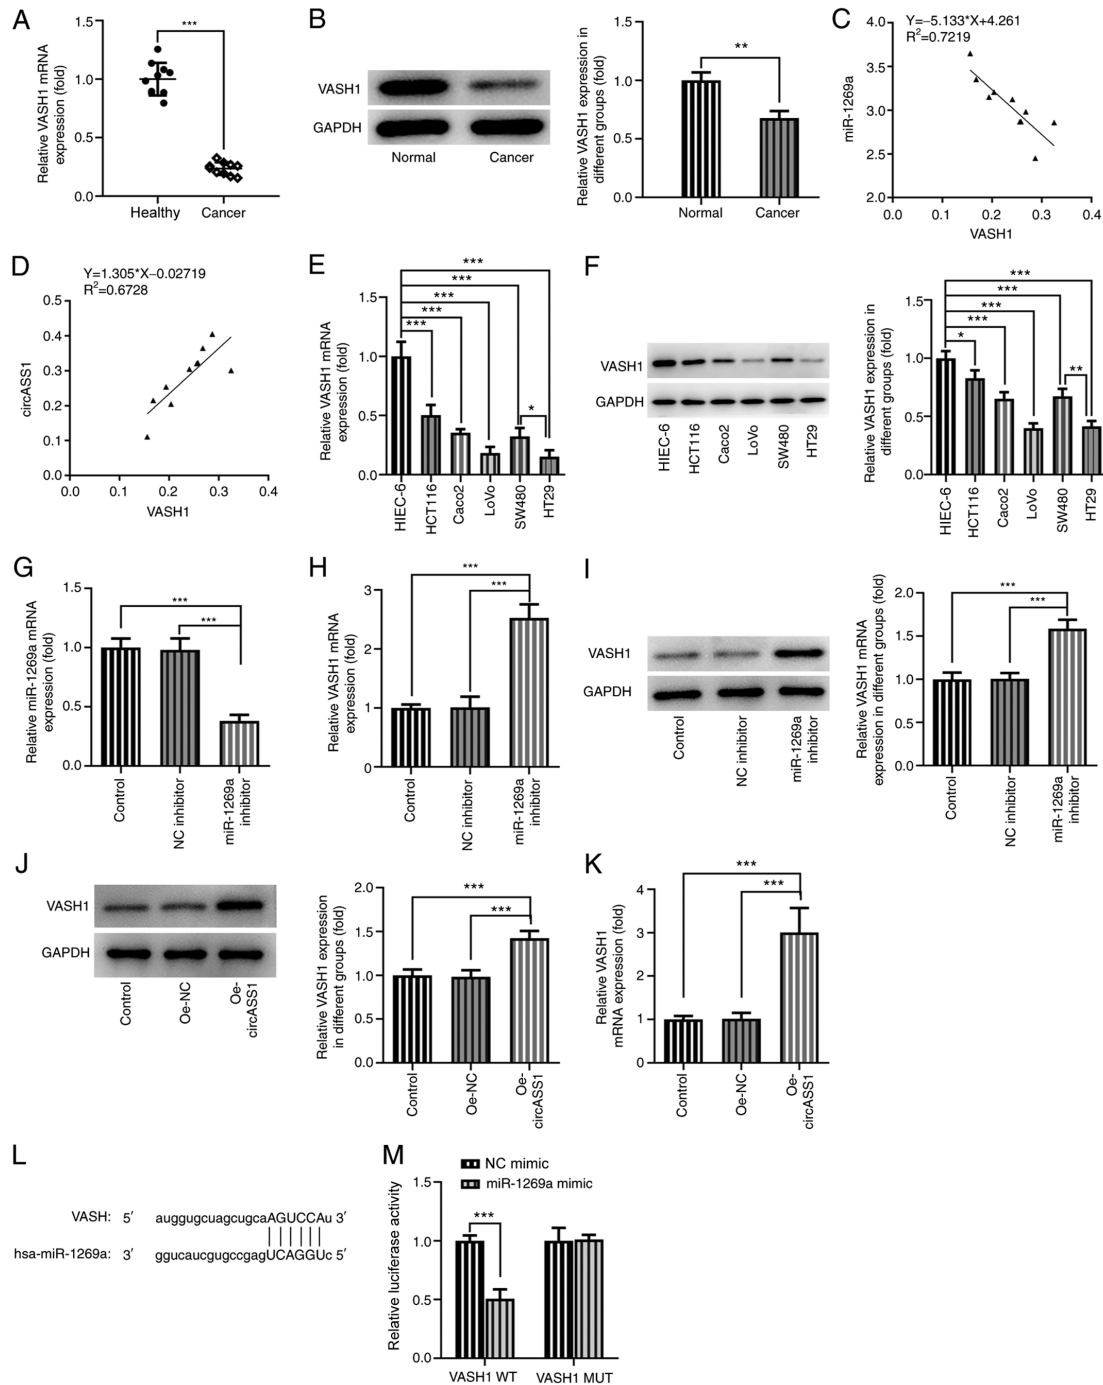 A
Relative VASH1 mRNA
expression (fold)
1.5
1.0
0.5
0.0
***
Healthy Cancer
B
VASH1
GAPDH
Normal Cancer
Relative VASH1 expression in
different groups (fold)
1.5
1.0
0.5
0.0
**
Normal Cancer
C
Y=−5.133*X+4.261
R²=0.7219
miR-1269a
4.0
3.5
3.0
2.5
2.0
0.0 0.1 0.2 0.3 0.4
VASH1
D
Y=1.305*X−0.02719
R²=0.6728
circASS1
0.5
0.4
0.3
0.2
0.1
0.0
0.0 0.1 0.2 0.3 0.4
VASH1
E
Relative VASH1 mRNA
expression (fold)
1.5
1.0
0.5
0.0
***
***
***
***
***
*
HIEC-6
HCT116
Caco2
LoVo
SW480
HT29
F
VASH1
GAPDH
HIEC-6
HCT116
Caco2
LoVo
SW480
HT29
Relative VASH1 expression in
different groups (fold)
1.5
1.0
0.5
0.0
***
***
***
***
*
**
HIEC-6
HCT116
Caco2
LoVo
SW480
HT29
G
Relative miR-1269a mRNA
expression (fold)
1.5
1.0
0.5
0.0
***
***
Control
NC inhibitor
miR-1269a
inhibitor
H
Relative VASH1 mRNA
expression (fold)
3
2
1
0
***
***
Control
NC inhibitor
miR-1269a
inhibitor
I
VASH1
GAPDH
Control
NC inhibitor
miR-1269a
inhibitor
Relative VASH1 mRNA
expression in different groups (fold)
2.0
1.5
1.0
0.5
0.0
***
***
Control
NC inhibitor
miR-1269a
inhibitor
J
VASH1
GAPDH
Control
Oe-NC
Oe-
circASS1
Relative VASH1 expression
in different groups (fold)
2.0
1.5
1.0
0.5
0.0
***
***
Control
Oe-NC
Oe-
circASS1
K
Relative VASH1
mRNA expression (fold)
4
3
2
1
0
***
***
Control
Oe-NC
Oe-
circASS1
L
VASH: 5′ auggugcuagcugcaAGUCCAu 3′
hsa-miR-1269a: 3′ ggucaucgugccgagUCAGGUc 5′
M
NC mimic
miR-1269a mimic
Relative luciferase activity
1.5
1.0
0.5
0.0
***
VASH1 WT VASH1 MUT